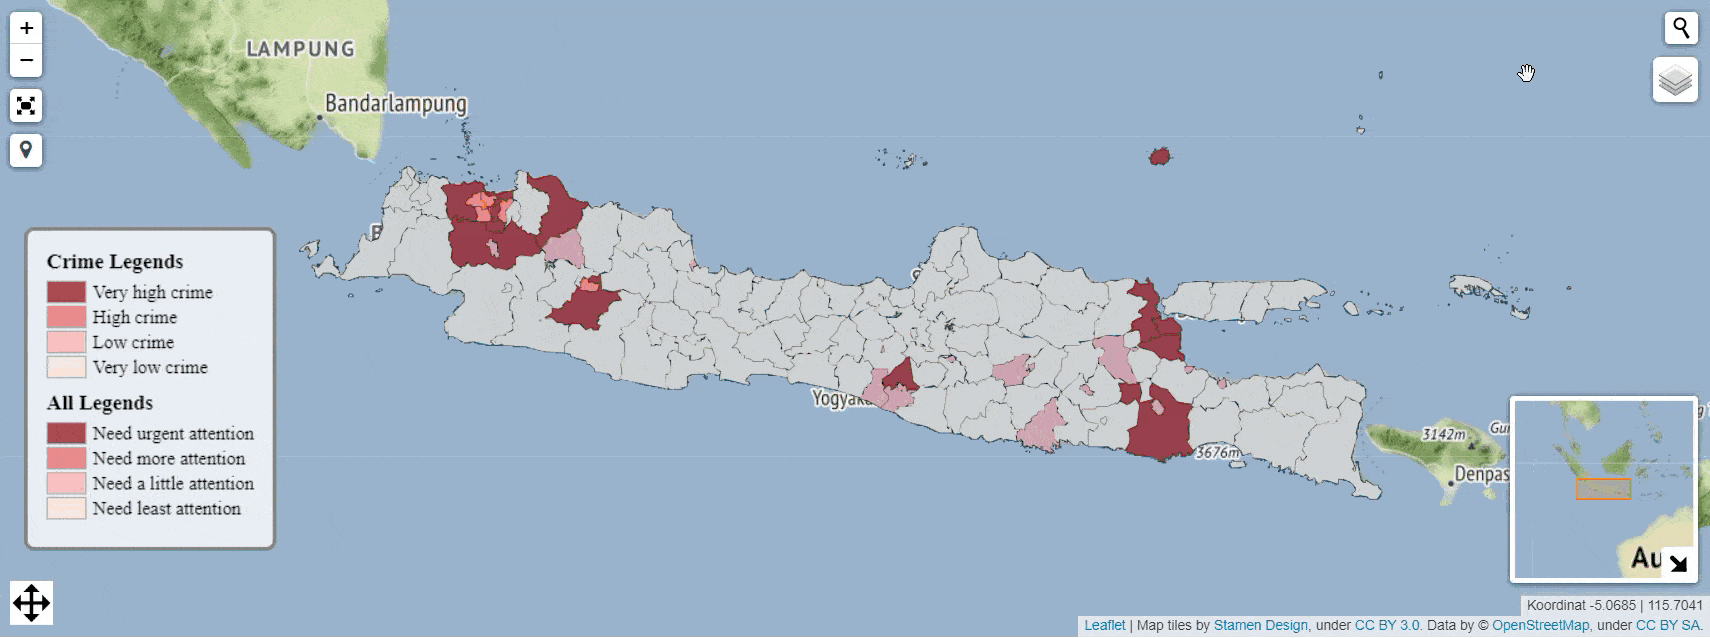 +
−
LAMPUNG
Bandarlampung
B
Crime Legends
Very high crime
High crime
Low crime
Very low crime
All Legends
Need urgent attention
Need more attention
Need a little attention
Need least attention
Yogyaka
3676m
3142m
Gu
Denpas
Au
Koordinat -5.0685 | 115.7041
Leaflet | Map tiles by Stamen Design, under CC BY 3.0. Data by © OpenStreetMap, under CC BY SA.